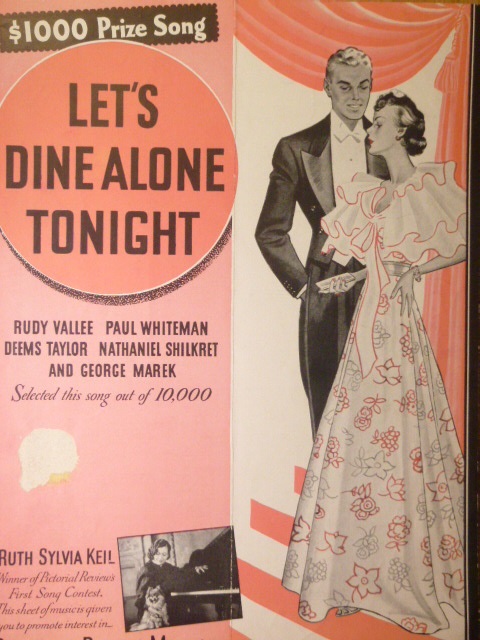 $1000 Prize Song
LET'S
DINE ALONE
TONIGHT
RUDY VALLEE PAUL WHITEMAN
DEEMS TAYLOR NATHANIEL SHILKRET
AND GEORGE MAREK
Selected this song out of 10,000
RUTH SYLVIA KEIL
Winner of Pictorial Review's
First Song Contest.
This sheet of music is given
you to promote interest in...